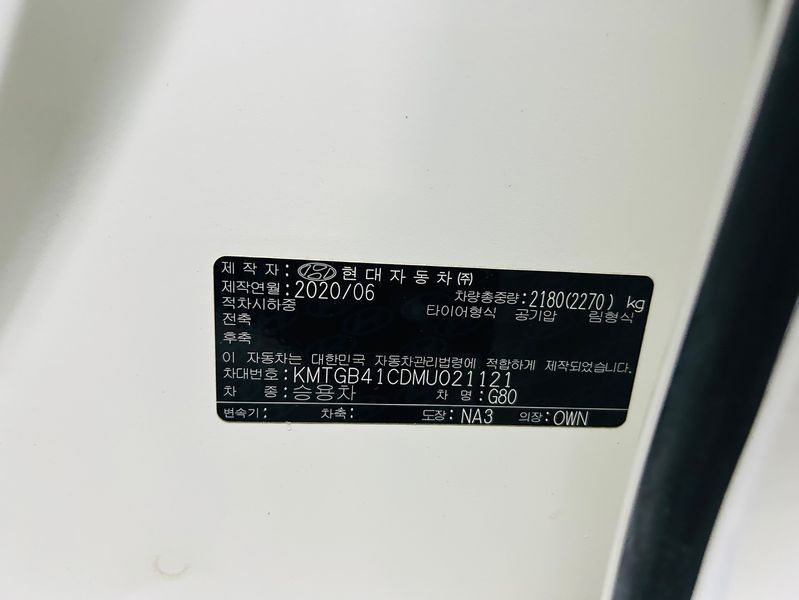 제 작 자 : 현대자동차㈜
제작연월 : 2020/06 차량총중량 : 2180(2270) kg
적차시하중 타이어형식 공기압 림형식
전축
후축
이 자동차는 대한민국 자동차관리법령에 적합하게 제작되었습니다.
차대번호 : KMTGB41CDMU021121
차 종 : 승용차 차 명 : G80
변속기 : 차축 : 도장 : NA3 의장 : OWN